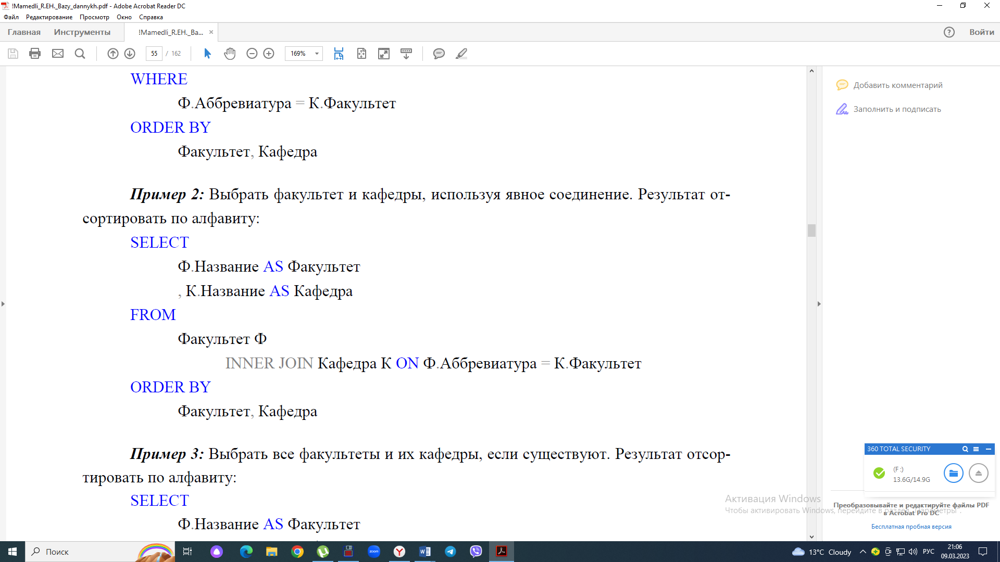 !Mamedli_R.EH._Bazy_dannykh.pdf - Adobe Acrobat Reader DC
Файл Редактирование Просмотр Окно Справка
Главная Инструменты !Mamedli_R.EH._Ba... Войти
55 / 162 169%
WHERE
Ф.Аббревиатура = К.Факультет
ORDER BY
Факультет, Кафедра
Пример 2: Выбрать факультет и кафедры, используя явное соединение. Результат от-
сортировать по алфавиту:
SELECT
Ф.Название AS Факультет
, К.Название AS Кафедра
FROM
Факультет Ф
INNER JOIN Кафедра К ON Ф.Аббревиатура = К.Факультет
ORDER BY
Факультет, Кафедра
Пример 3: Выбрать все факультеты и их кафедры, если существуют. Результат отсор-
тировать по алфавиту:
SELECT
Ф.Название AS Факультет
Добавить комментарий
Заполнить и подписать
360 TOTAL SECURITY
(F :)
13.6G/14.9G
Активация Windows
Чтобы активировать Windows, перейдите в раздел "Параметры".
Преобразовывайте и редактируйте файлы PDF
в Acrobat Pro DC
Бесплатная пробная версия
Поиск
zoom
13°C Cloudy
РУС
21:06
09.03.2023